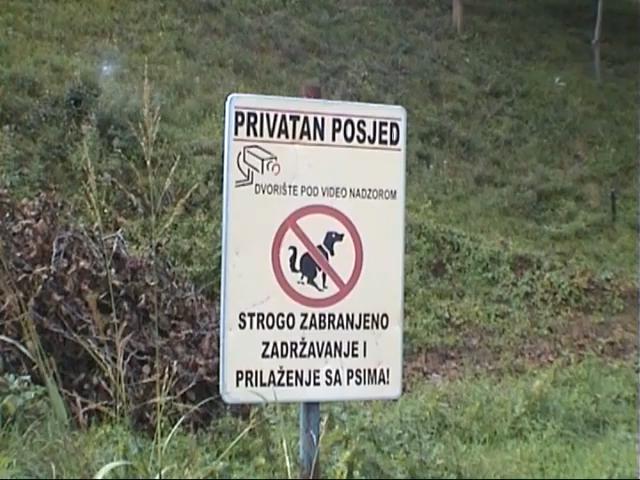 PRIVATAN POSJED
DVORIŠTE POD VIDEO NADZOROM
STROGO ZABRANJENO
ZADRŽAVANJE I
PRILAŽENJE SA PSIMA!